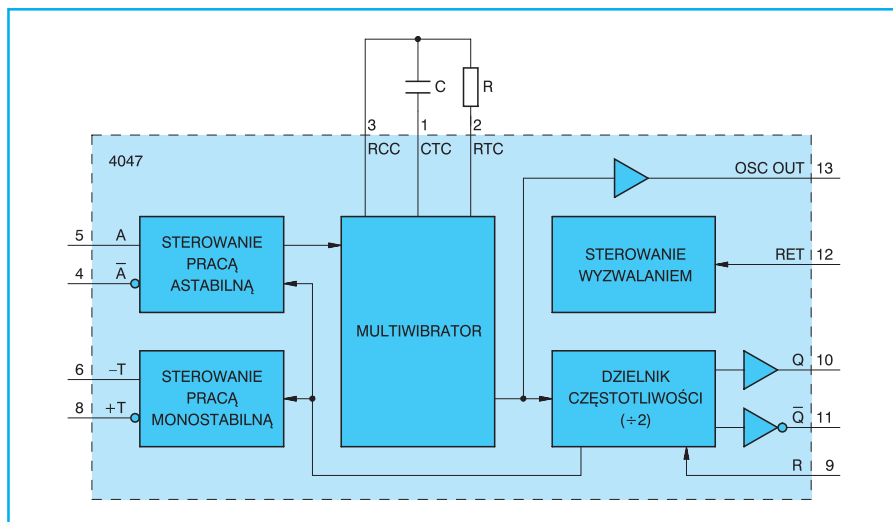 C
R
3
1
2
RCC
CTC
RTC
4047
OSC OUT
13
5
A
4
A̅
STEROWANIE
PRACĄ
ASTABILNĄ
STEROWANIE
WYZWALANIEM
RET
12
MULTIWIBRATOR
6
–T
8
+T
STEROWANIE
PRACĄ
MONOSTABILNĄ
DZIELNIK
CZĘSTOTLIWOŚCI
(÷2)
Q
10
Q̅
11
R
9